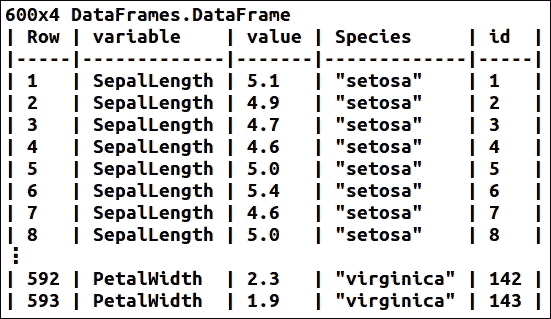 600x4 DataFrames.DataFrame
| Row | variable | value | Species | id |
|-----|-------------|-------|-------------|-----|
| 1 | SepalLength | 5.1 | "setosa" | 1 |
| 2 | SepalLength | 4.9 | "setosa" | 2 |
| 3 | SepalLength | 4.7 | "setosa" | 3 |
| 4 | SepalLength | 4.6 | "setosa" | 4 |
| 5 | SepalLength | 5.0 | "setosa" | 5 |
| 6 | SepalLength | 5.4 | "setosa" | 6 |
| 7 | SepalLength | 4.6 | "setosa" | 7 |
| 8 | SepalLength | 5.0 | "setosa" | 8 |
⋮
| 592 | PetalWidth | 2.3 | "virginica" | 142 |
| 593 | PetalWidth | 1.9 | "virginica" | 143 |